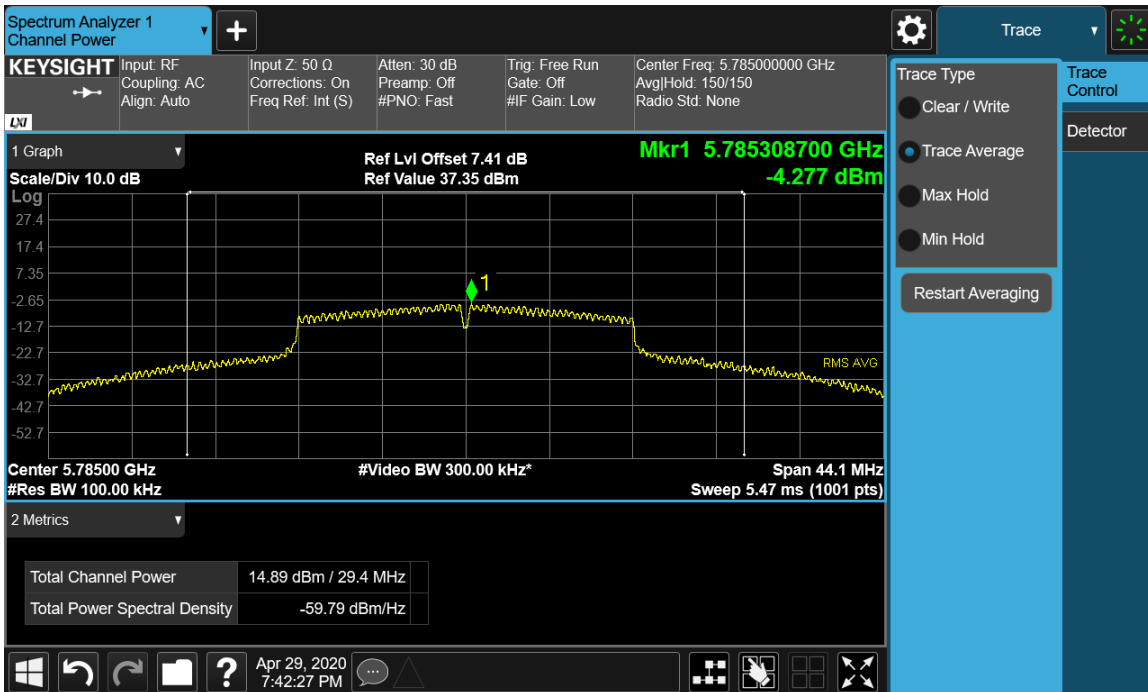 Spectrum Analyzer 1
Channel Power
+
Trace
KEYSIGHT
LXI
Input: RF
Coupling: AC
Align: Auto
Input Z: 50 Ω
Corrections: On
Freq Ref: Int (S)
Atten: 30 dB
Preamp: Off
#PNO: Fast
Trig: Free Run
Gate: Off
#IF Gain: Low
Center Freq: 5.785000000 GHz
Avg|Hold: 150/150
Radio Std: None
Trace Type
Clear / Write
Trace Average
Max Hold
Min Hold
Restart Averaging
Trace
Control
Detector
1 Graph
Scale/Div 10.0 dB
Ref Lvl Offset 7.41 dB
Ref Value 37.35 dBm
Mkr1 5.785308700 GHz
-4.277 dBm
Log
27.4
17.4
7.35
-2.65
-12.7
-22.7
-32.7
-42.7
-52.7
1
RMS AVG
Center 5.78500 GHz
#Video BW 300.00 kHz*
Span 44.1 MHz
#Res BW 100.00 kHz
Sweep 5.47 ms (1001 pts)
2 Metrics
Total Channel Power 14.89 dBm / 29.4 MHz
Total Power Spectral Density -59.79 dBm/Hz
?
Apr 29, 2020
7:42:27 PM